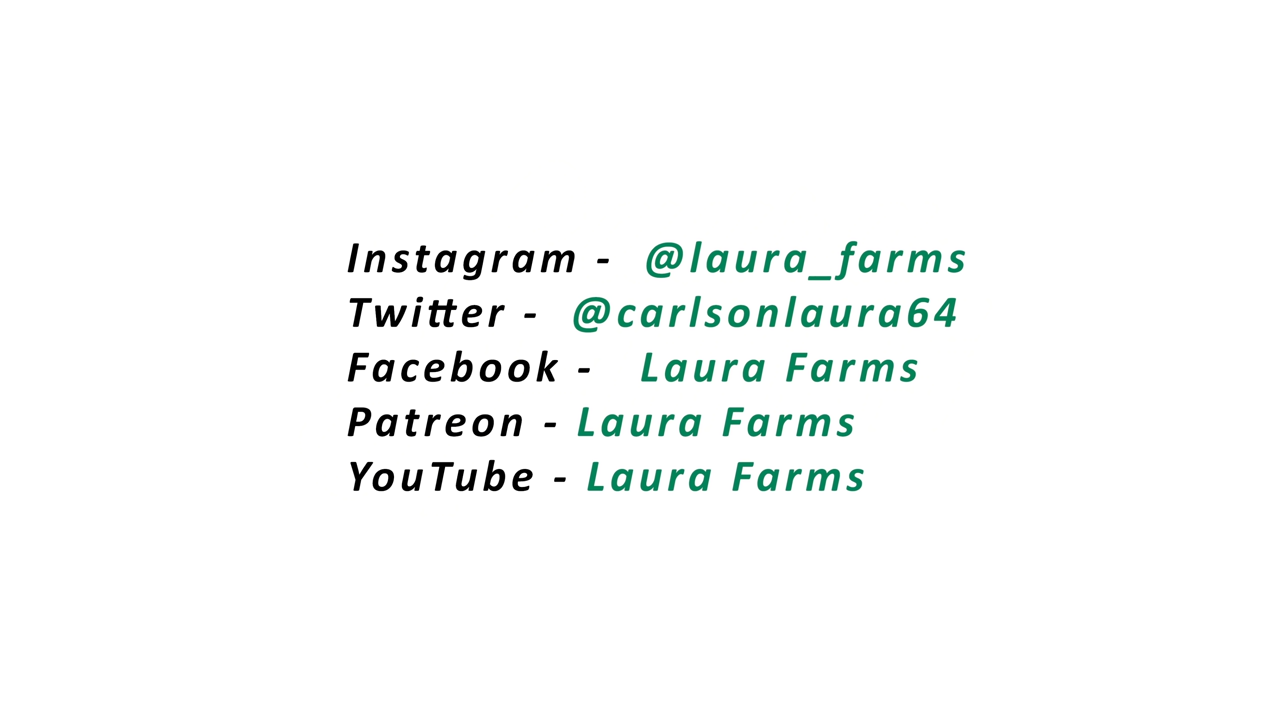 Instagram - @laura_farms
Twitter - @carlsonlaura64
Facebook - Laura Farms
Patreon - Laura Farms
YouTube - Laura Farms